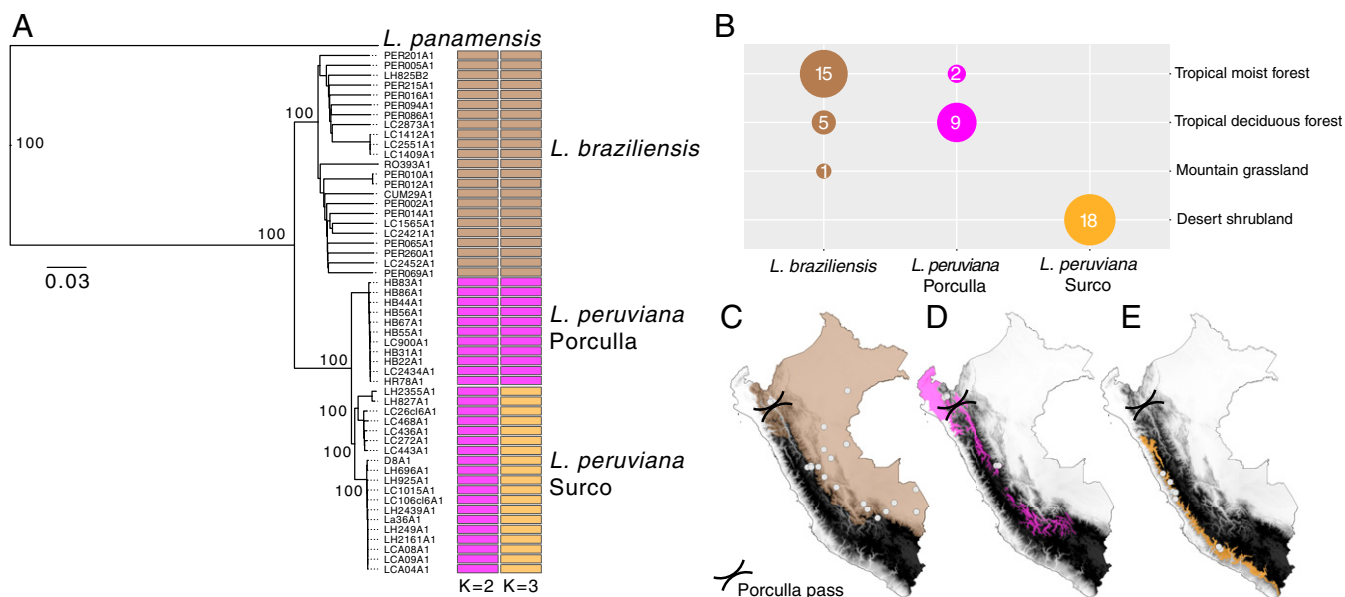 A
L. panamensis
PER201A1
PER005A1
LH825B2
PER215A1
PER016A1
PER094A1
PER086A1
LC2873A1
LC1412A1
LC2551A1
LC1409A1
RO393A1
PER010A1
PER012A1
CUM29A1
PER002A1
PER014A1
LC1565A1
LC2421A1
PER065A1
PER260A1
LC2452A1
PER069A1
HB83A1
HB86A1
HB44A1
HB56A1
HB67A1
HB55A1
LC900A1
HB31A1
HB22A1
LC2434A1
HR78A1
LH2355A1
LH827A1
LC26cl6A1
LC468A1
LC436A1
LC272A1
LC443A1
D8A1
LH696A1
LH925A1
LC1015A1
LC106cl6A1
LH2439A1
La36A1
LH249A1
LH2161A1
LCA08A1
LCA09A1
LCA04A1
100
100
100
100
100
100
100
0.03
K=2 K=3
L. braziliensis
L. peruviana
Porculla
L. peruviana
Surco
B
15 2 Tropical moist forest
5 9 Tropical deciduous forest
1 Mountain grassland
18 Desert shrubland
L. braziliensis
L. peruviana
Porculla
L. peruviana
Surco
C D E
Porculla pass